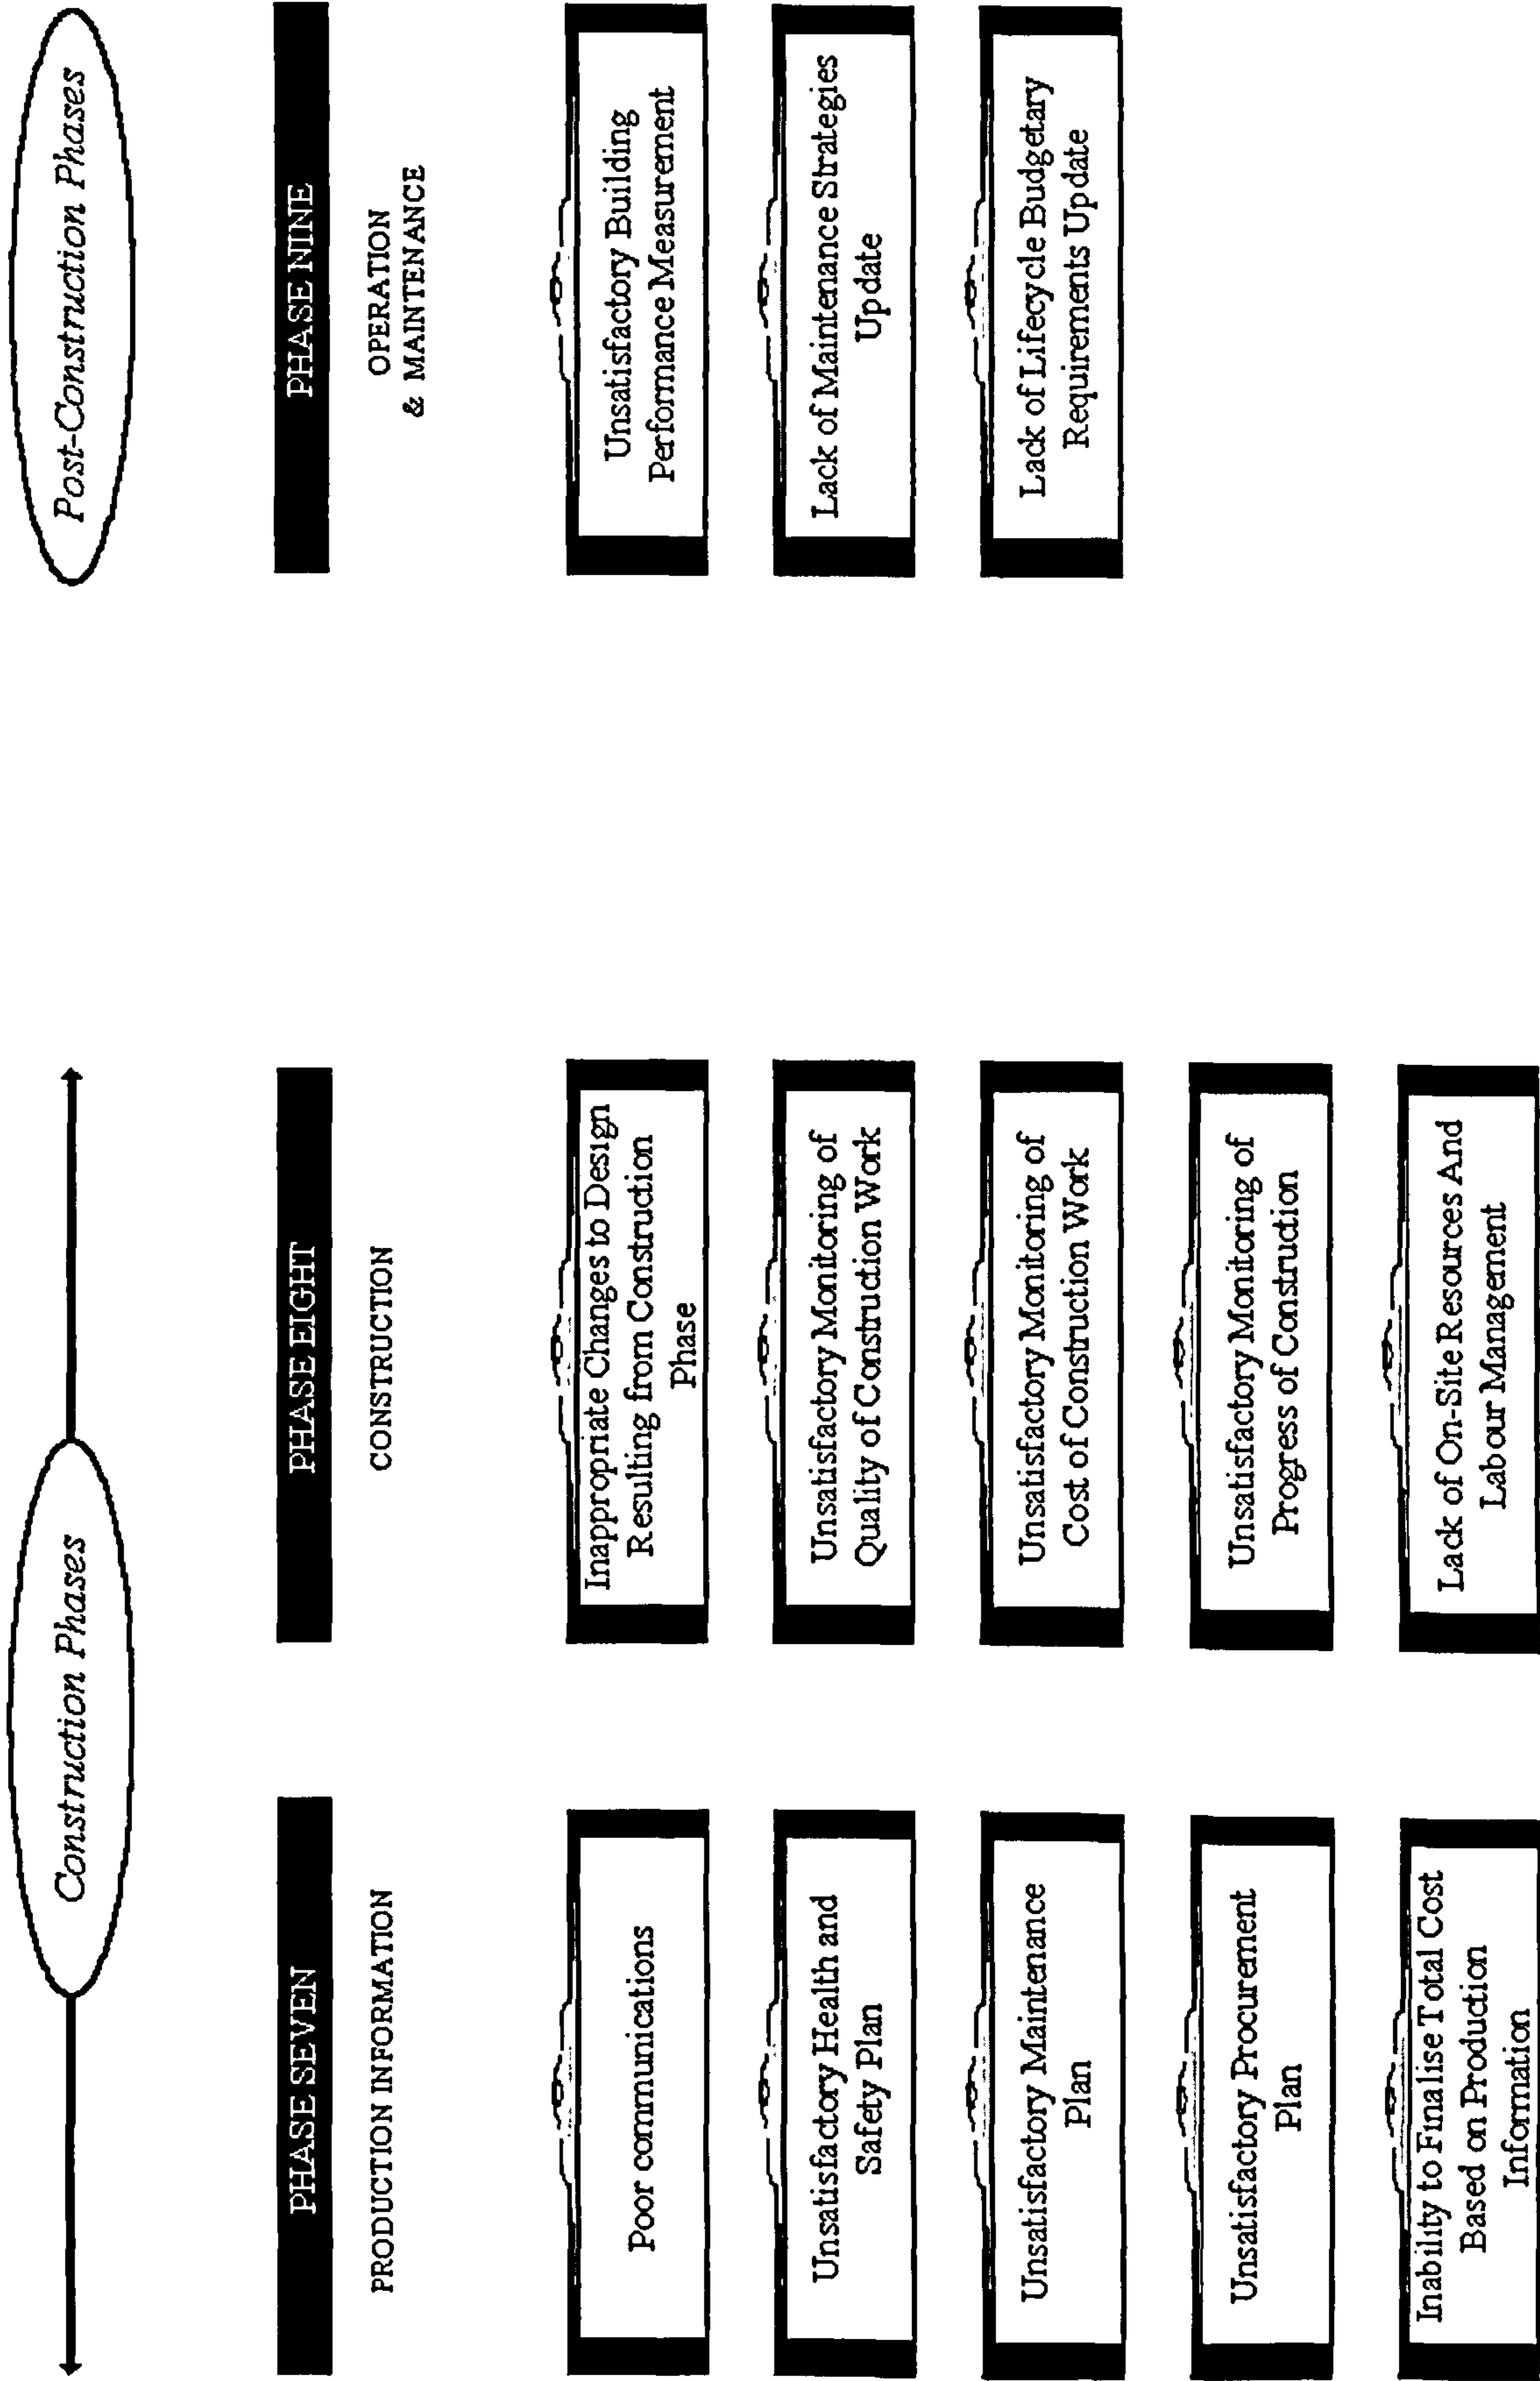 Construction Phases
Post-Construction Phases
PHASE SEVEN
PRODUCTION INFORMATION
Poor communications
Unsatisfactory Health and
Safety Plan
Unsatisfactory Maintenance
Plan
Unsatisfactory Procurement
Plan
Inability to Finalise Total Cost
Based on Production
Information
PHASE EIGHT
CONSTRUCTION
Inappropriate Changes to Design
Resulting from Construction
Phase
Unsatisfactory Monitoring of
Quality of Construction Work
Unsatisfactory Monitoring of
Cost of Construction Work
Unsatisfactory Monitoring of
Progress of Construction
Lack of On-Site Resources And
Labour Management
PHASE NINE
OPERATION
& MAINTENANCE
Unsatisfactory Building
Performance Measurement
Lack of Maintenance Strategies
Update
Lack of Lifecycle Budgetary
Requirements Update